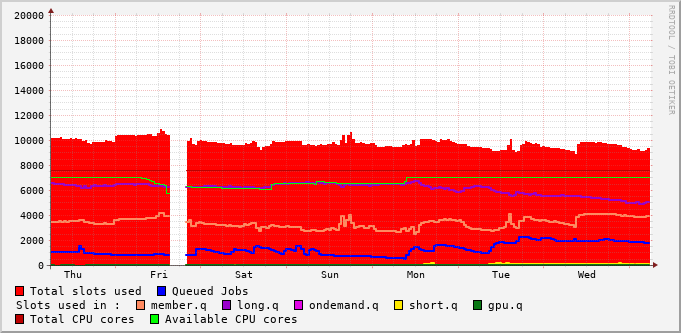 20000
18000
16000
14000
12000
10000
8000
6000
4000
2000
0
Thu Fri Sat Sun Mon Tue Wed
RRDTOOL / TOBI OETIKER
Total slots used Queued Jobs
Slots used in : member.q long.q ondemand.q short.q gpu.q
Total CPU cores Available CPU cores